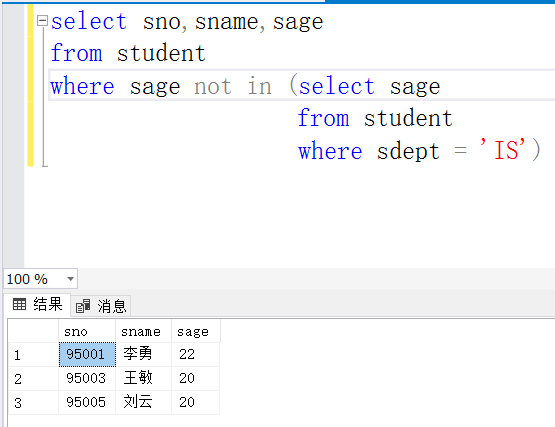 select sno,sname,sage
from student
where sage not in (select sage
from student
where sdept = 'IS')
100 %
结果 消息
sno sname sage
1 95001 李勇 22
2 95003 王敏 20
3 95005 刘云 20